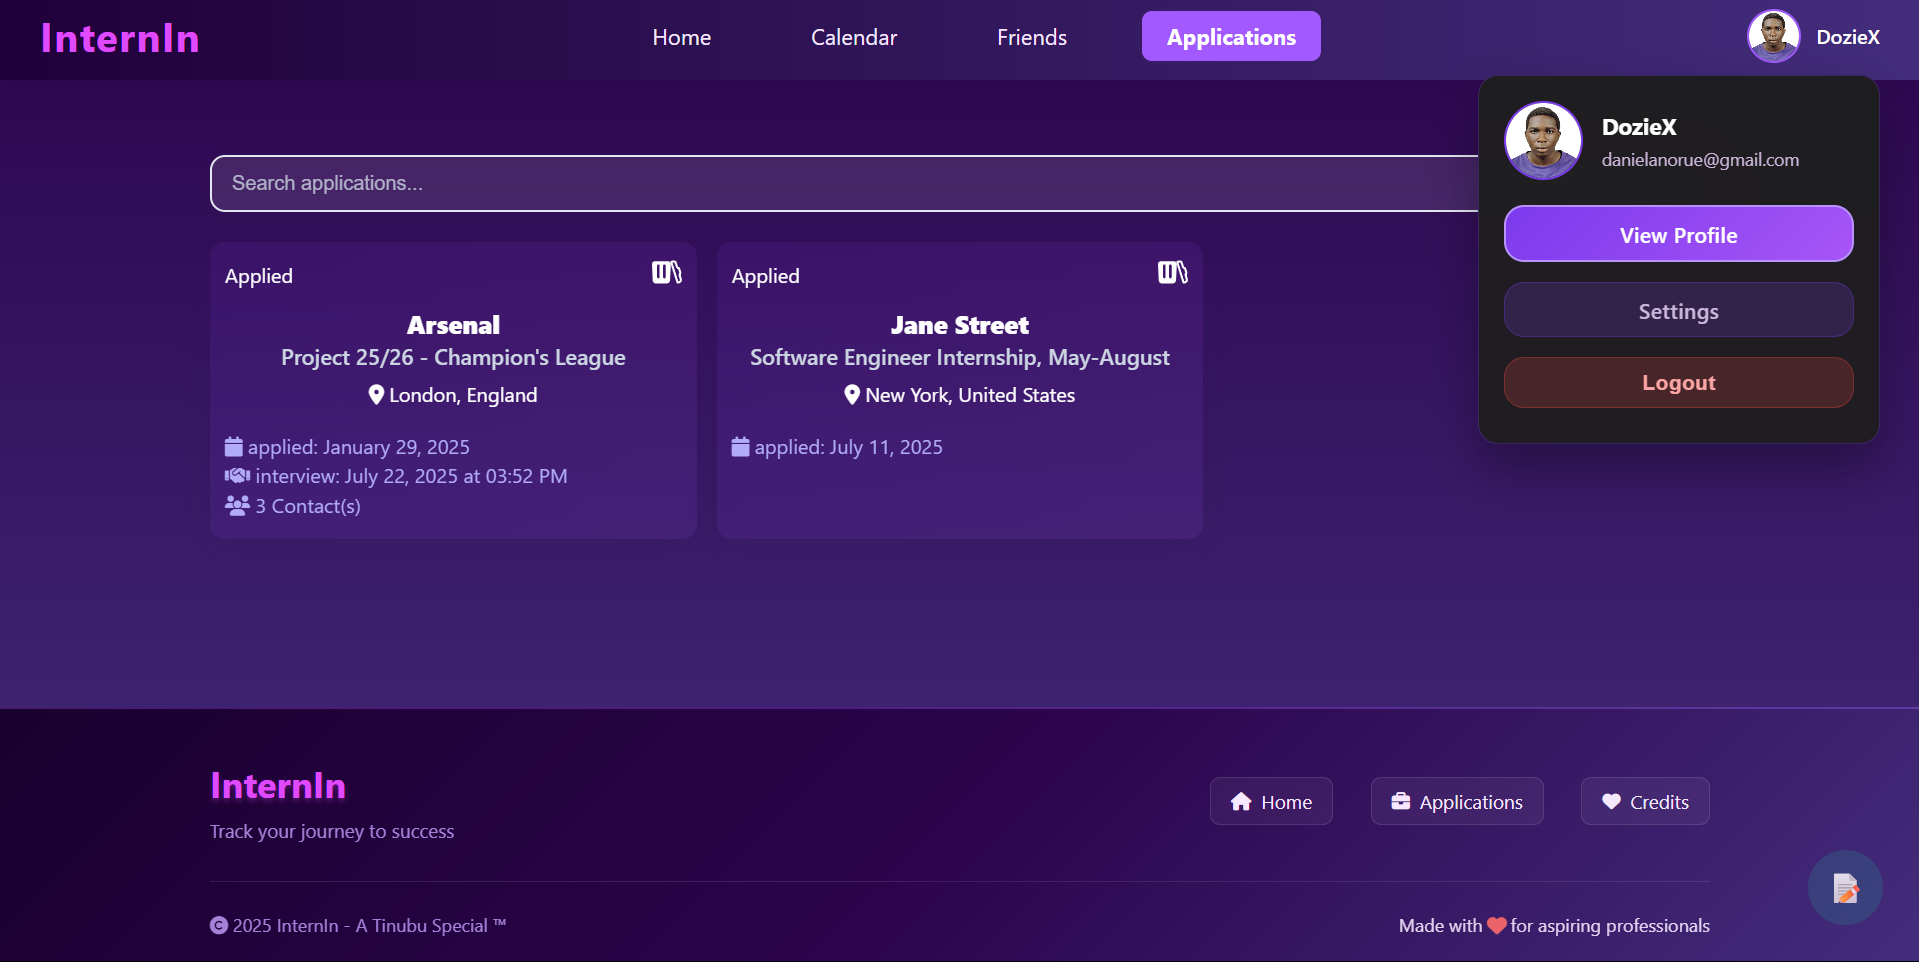 InternIn
Home
Calendar
Friends
Applications
DozieX
DozieX
danielanorue@gmail.com
View Profile
Settings
Logout
Search applications...
Applied
Arsenal
Project 25/26 - Champion's League
London, England
applied: January 29, 2025
interview: July 22, 2025 at 03:52 PM
3 Contact(s)
Applied
Jane Street
Software Engineer Internship, May-August
New York, United States
applied: July 11, 2025
InternIn
Track your journey to success
Home
Applications
Credits
© 2025 InternIn - A Tinubu Special ™
Made with ❤ for aspiring professionals